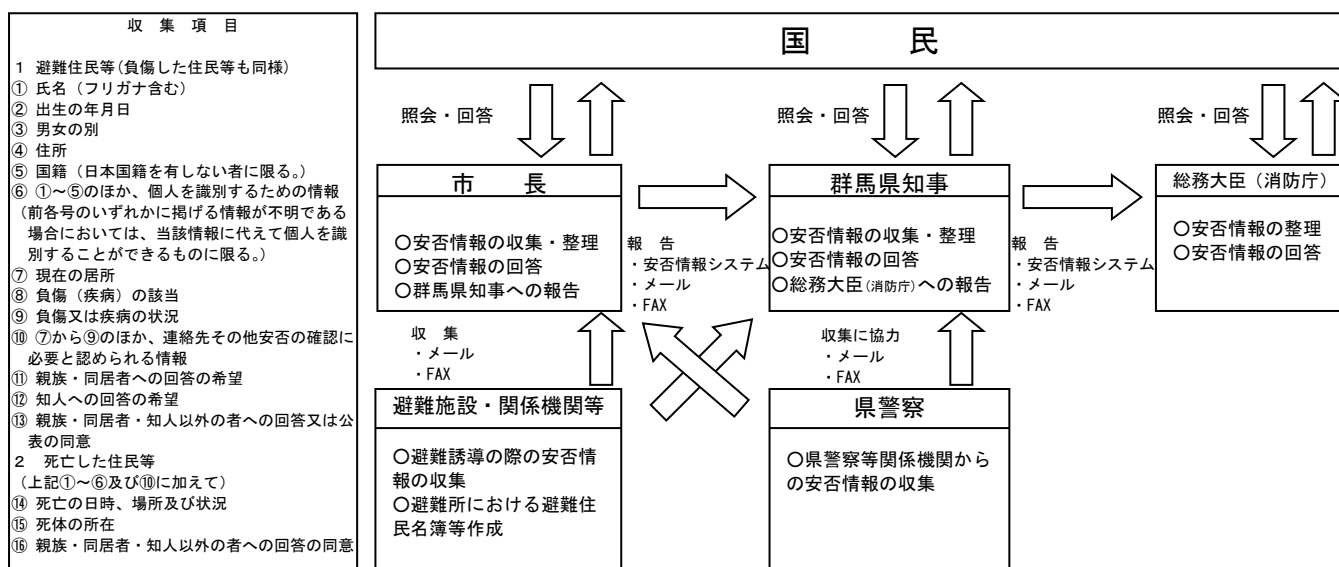 収 集 項 目
1 避難住民等(負傷した住民等も同様)
① 氏名（フリガナ含む）
② 出生の年月日
③ 男女の別
④ 住所
⑤ 国籍（日本国籍を有しない者に限る。）
⑥ ①～⑤のほか、個人を識別するための情報
（前各号のいずれかに掲げる情報が不明である
場合においては、当該情報に代えて個人を識
別することができるものに限る。）
⑦ 現在の居所
⑧ 負傷（疾病）の該当
⑨ 負傷又は疾病の状況
⑩ ⑦から⑨のほか、連絡先その他安否の確認に
必要と認められる情報
⑪ 親族・同居者への回答の希望
⑫ 知人への回答の希望
⑬ 親族・同居者・知人以外の者への回答又は公
表の同意
2 死亡した住民等
（上記①～⑥及び⑩に加えて）
⑭ 死亡の日時、場所及び状況
⑮ 死体の所在
⑯ 親族・同居者・知人以外の者への回答の同意
国 民
照会・回答
照会・回答
照会・回答
市 長
○安否情報の収集・整理
○安否情報の回答
○群馬県知事への報告
報 告
・安否情報システム
・メール
・FAX
群馬県知事
○安否情報の収集・整理
○安否情報の回答
○総務大臣(消防庁)への報告
報 告
・安否情報システム
・メール
・FAX
総務大臣（消防庁）
○安否情報の整理
○安否情報の回答
収 集
・メール
・FAX
収集に協力
・メール
・FAX
避難施設・関係機関等
○避難誘導の際の安否情
報の収集
○避難所における避難住
民名簿等作成
県警察
○県警察等関係機関から
の安否情報の収集